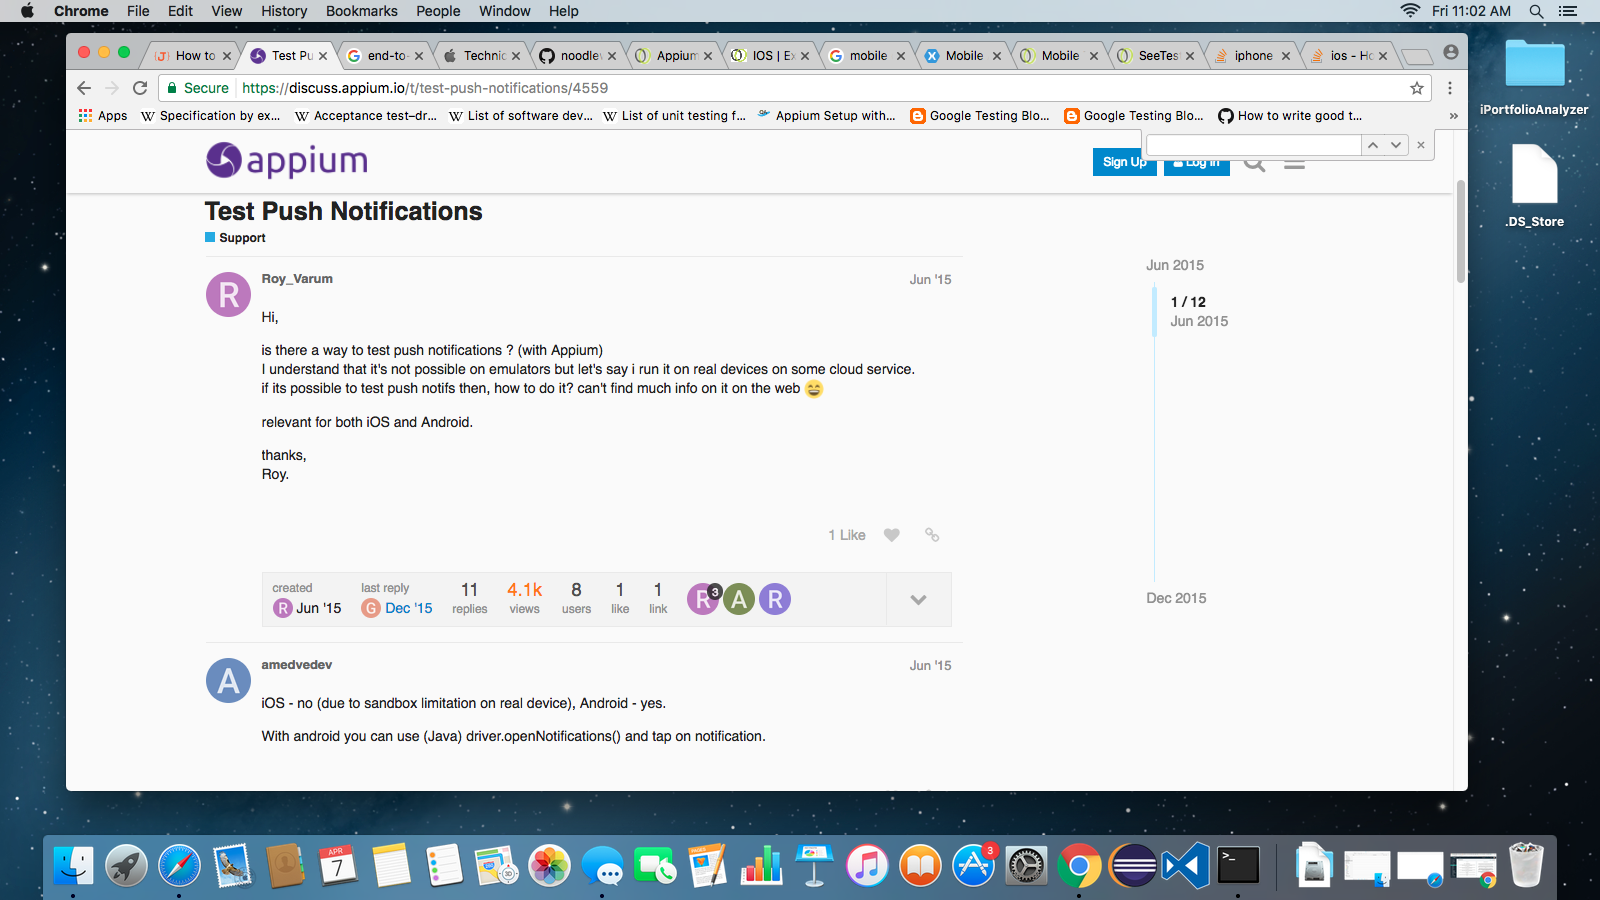 Chrome File Edit View History Bookmarks People Window Help Fri 11:02 AM
How to Test Pu end-to- Technic noodlev Appium IOS | Ex mobile Mobile Mobile SeeTes iphone ios - Ho
Secure https://discuss.appium.io/t/test-push-notifications/4559
Apps Specification by ex... Acceptance test-dr... List of software dev... List of unit testing f... Appium Setup with... Google Testing Blo... Google Testing Blo... How to write good t... »
iPortfolioAnalyzer
.DS_Store
appium
Sign Up Log In
Test Push Notifications
Support
R Roy_Varum Jun '15
Hi,
is there a way to test push notifications ? (with Appium)
I understand that it's not possible on emulators but let's say i run it on real devices on some cloud service.
if its possible to test push notifs then, how to do it? can't find much info on it on the web 😄
relevant for both iOS and Android.
thanks,
Roy.
1 Like
created last reply 11 4.1k 8 1 1 R 3 A R
R Jun '15 G Dec '15 replies views users like link
Jun 2015
1 / 12
Jun 2015
Dec 2015
A amedvedev Jun '15
iOS - no (due to sandbox limitation on real device), Android - yes.
With android you can use (Java) driver.openNotifications() and tap on notification.
APR
7
3
>_